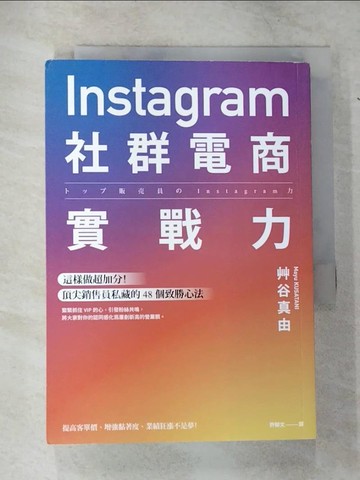 Instagram
社群電商
トップ販売員の Instagram力
實戰力
Mayu KUSATANI
艸谷真由
這樣做超加分!
頂尖銷售員私藏的48個致勝心法
提高客單價、增強黏著度、業績狂漲不是夢!